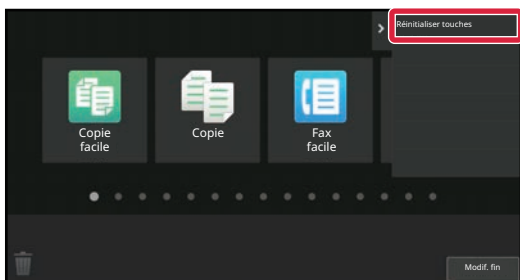 Réinitialiser touches
Copie
facile
Copie
Fax
facile
Modif. fin